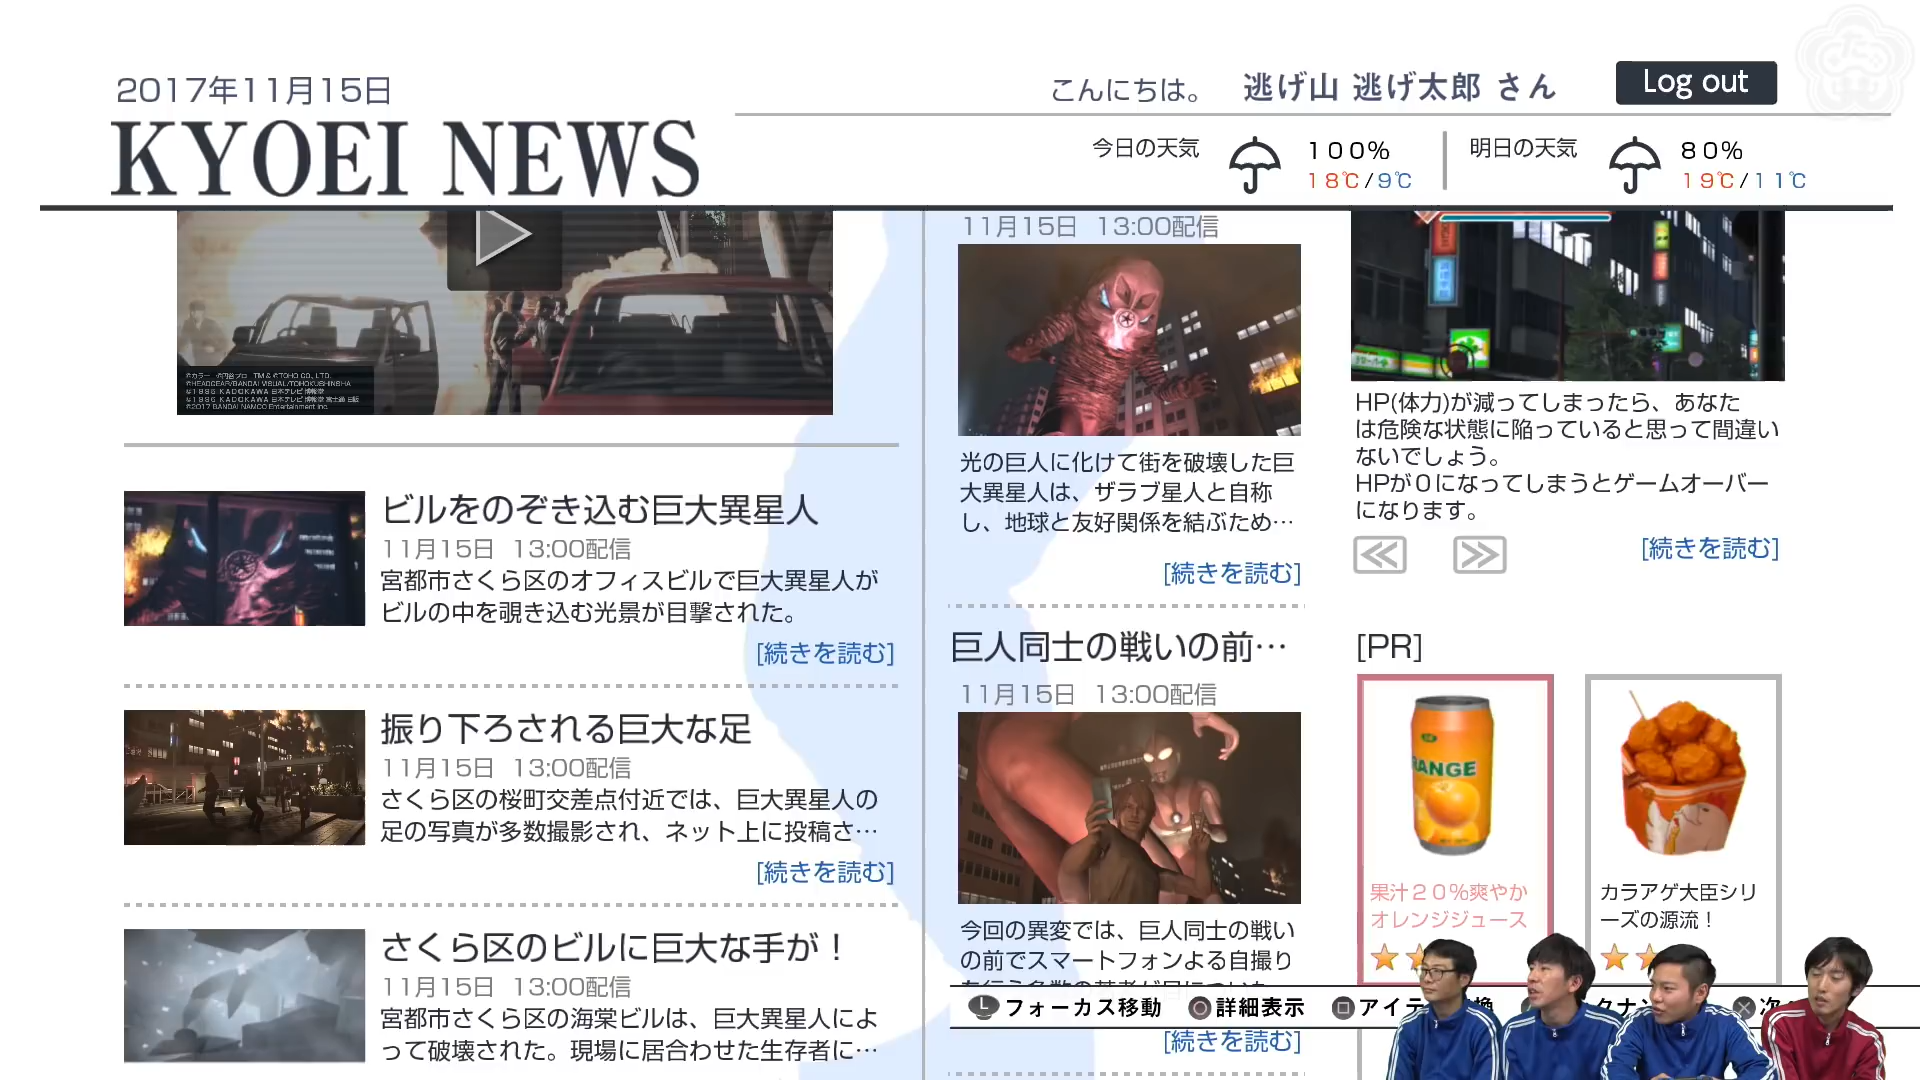 2017年11月15日
KYOEI NEWS
こんにちは。 逃げ山 逃げ太郎 さん
Log out
今日の天気
100%
18℃/9℃
明日の天気
80%
19℃/11℃
ビルをのぞき込む巨大異星人
11月15日 13:00配信
宮都市さくら区のオフィスビルで巨大異星人が
ビルの中を覗き込む光景が目撃された。
[続きを読む]
振り下ろされる巨大な足
11月15日 13:00配信
さくら区の桜町交差点付近では、巨大異星人の
足の写真が多数撮影され、ネット上に投稿さ…
[続きを読む]
さくら区のビルに巨大な手が！
11月15日 13:00配信
宮都市さくら区の海棠ビルは、巨大異星人によ
って破壊された。現場に居合わせた生存者に…
11月15日 13:00配信
光の巨人に化けて街を破壊した巨
大異星人は、ザラブ星人と自称
し、地球と友好関係を結ぶため…
[続きを読む]
巨人同士の戦いの前…
11月15日 13:00配信
今回の異変では、巨人同士の戦い
の前でスマートフォンよる自撮り
[続きを読む]
HP(体力)が減ってしまったら、あなた
は危険な状態に陥っていると思って間違い
ないでしょう。
HPが０になってしまうとゲームオーバー
になります。
[続きを読む]
[PR]
RANGE
果汁２０％爽やか
オレンジジュース
カラアゲ大臣シリ
ーズの源流！
L フォーカス移動 詳細表示 アイテ 換 クナン 次